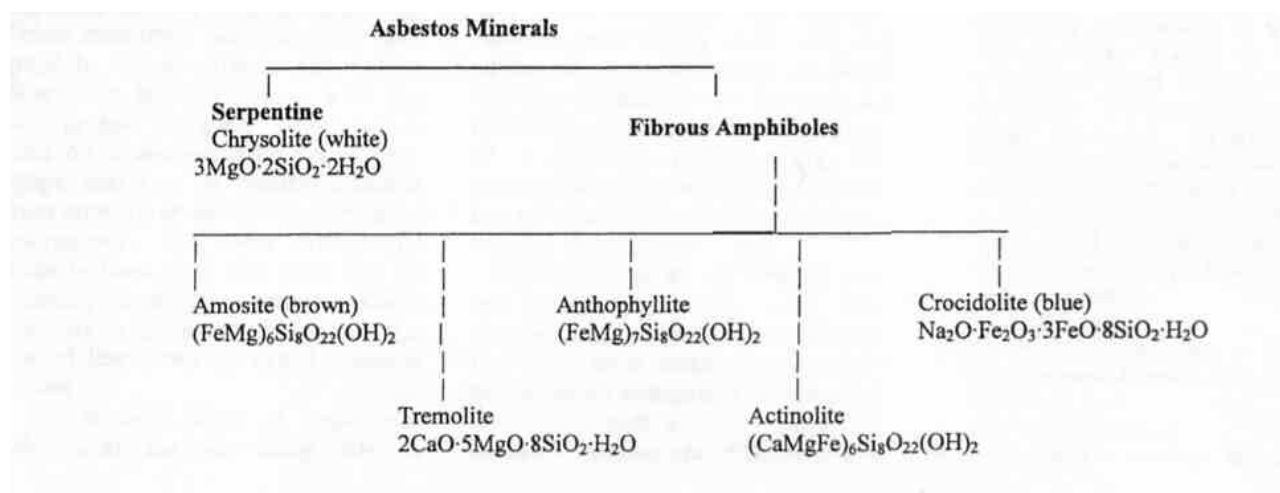 Asbestos Minerals
Serpentine
Chrysolite (white)
3MgO·2SiO₂·2H₂O
Fibrous Amphiboles
Amosite (brown)
(FeMg)₆Si₈O₂₂(OH)₂
Anthophyllite
(FeMg)₇Si₈O₂₂(OH)₂
Crocidolite (blue)
Na₂O·Fe₂O₃·3FeO·8SiO₂·H₂O
Tremolite
2CaO·5MgO·8SiO₂·H₂O
Actinolite
(CaMgFe)₆Si₈O₂₂(OH)₂